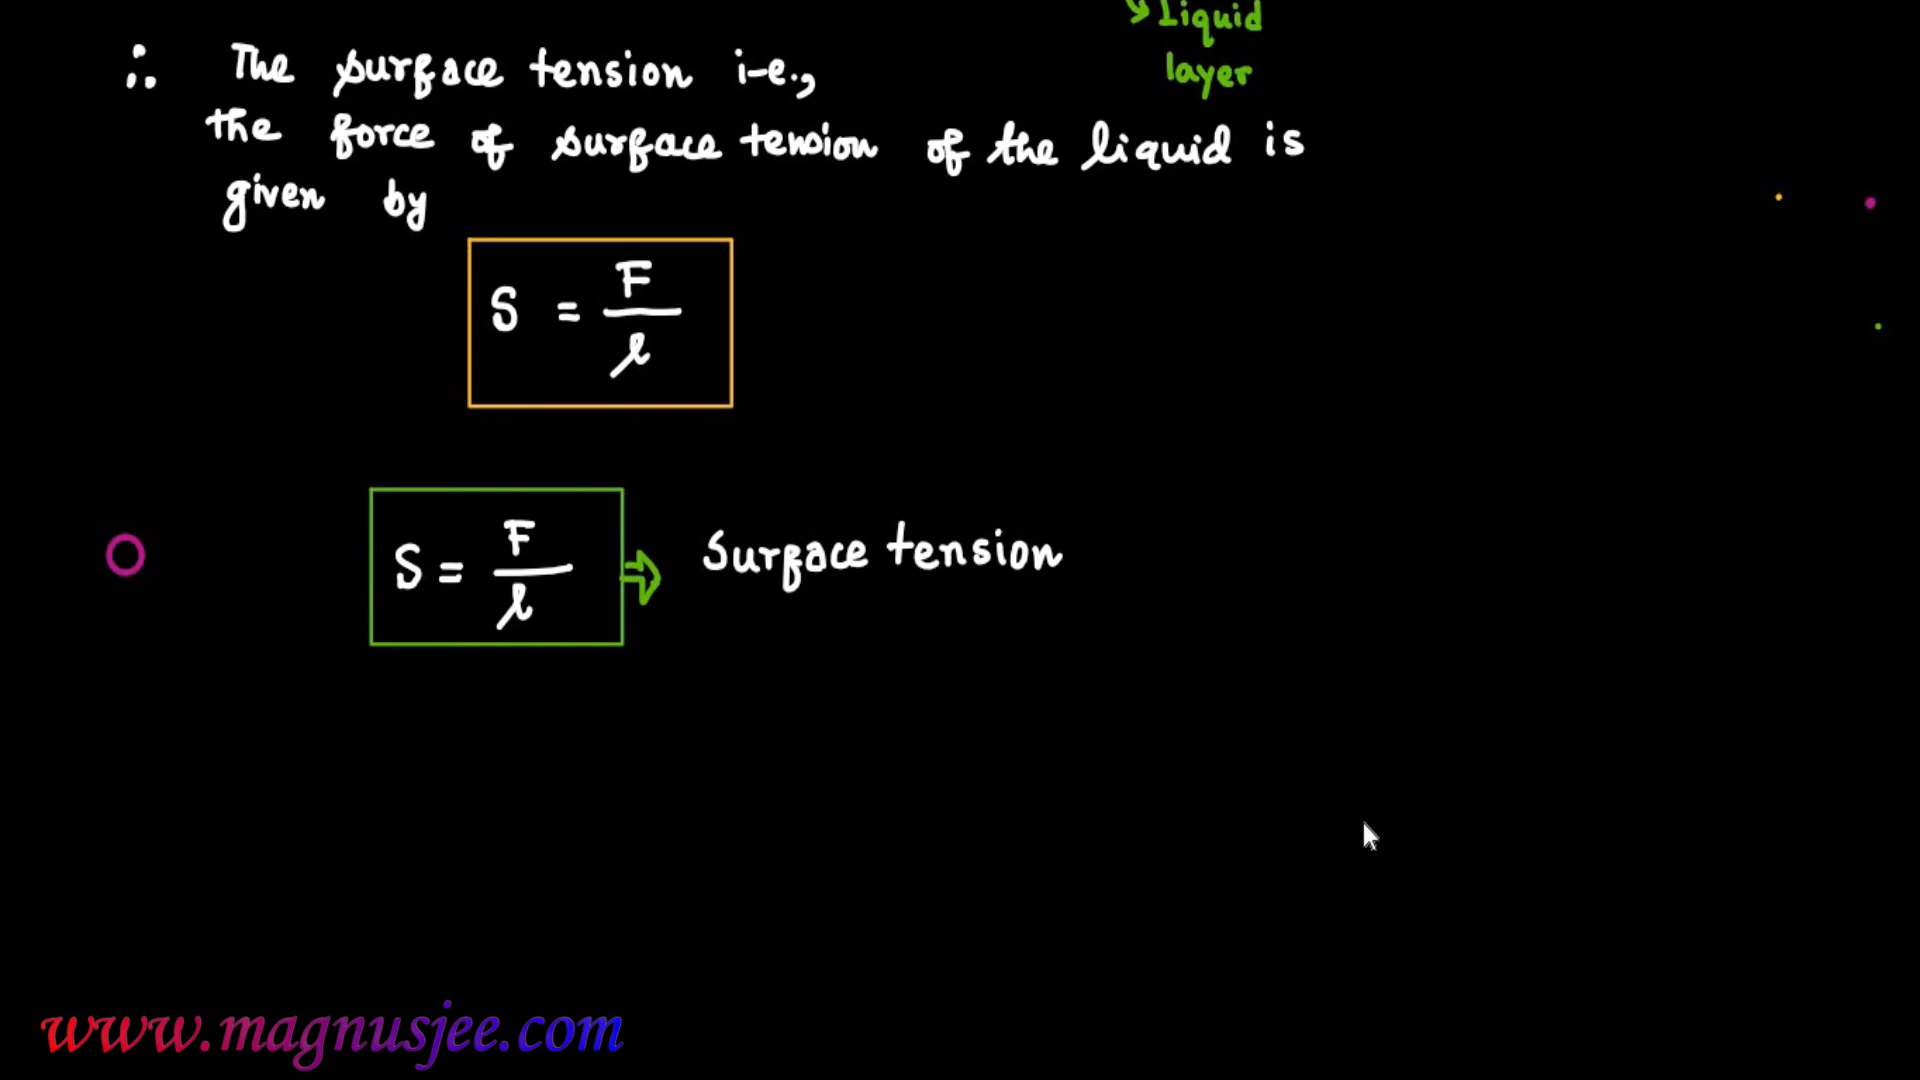 Liquid
layer
∴ The surface tension i-e.,
the force of surface tension of the liquid is
given by
S = F/l
S = F/l ⇒ Surface tension
www.magnusjee.com